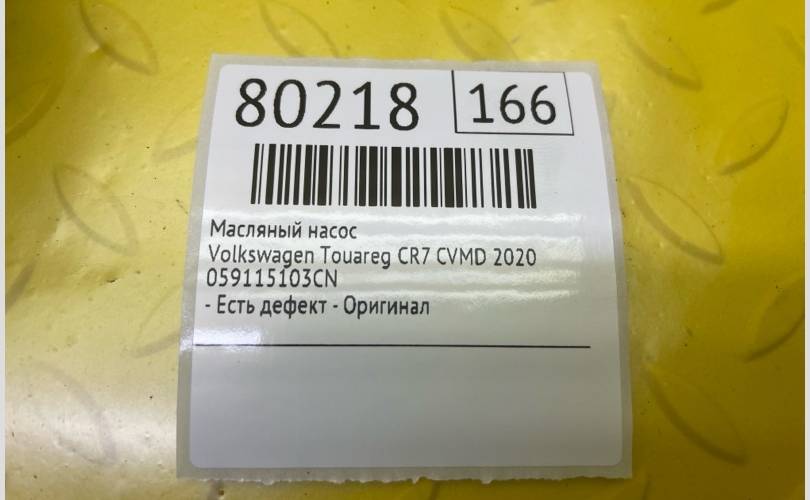 80218 166
Масляный насос
Volkswagen Touareg CR7 CVMD 2020
059115103CN
- Есть дефект - Оригинал